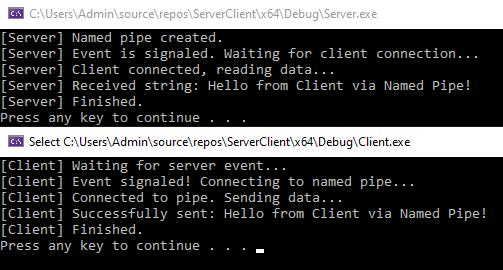 C:\Users\Admin\source\repos\ServerClient\x64\Debug\Server.exe
[Server] Named pipe created.
[Server] Event is signaled. Waiting for client connection...
[Server] Client connected, reading data...
[Server] Received string: Hello from Client via Named Pipe!
[Server] Finished.
Press any key to continue . . .
Select C:\Users\Admin\source\repos\ServerClient\x64\Debug\Client.exe
[Client] Waiting for server event...
[Client] Event signaled! Connecting to named pipe...
[Client] Connected to pipe. Sending data...
[Client] Successfully sent: Hello from Client via Named Pipe!
[Client] Finished.
Press any key to continue . . .